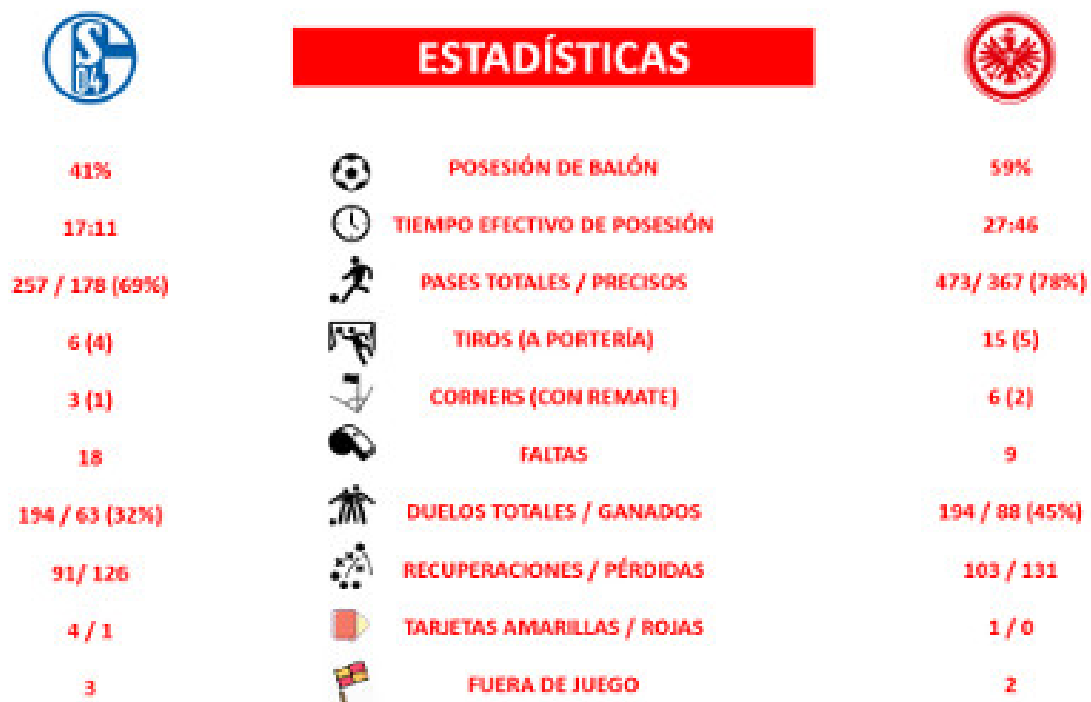 S
04
ESTADÍSTICAS
41% POSESIÓN DE BALÓN 59%
17:11 TIEMPO EFECTIVO DE POSESIÓN 27:46
257 / 178 (69%) PASES TOTALES / PRECISOS 473/ 367 (78%)
6 (4) TIROS (A PORTERÍA) 15 (5)
3 (1) CORNERS (CON REMATE) 6 (2)
18 FALTAS 9
194 / 63 (32%) DUELOS TOTALES / GANADOS 194 / 88 (45%)
91/ 126 RECUPERACIONES / PÉRDIDAS 103 / 131
4 / 1 TARJETAS AMARILLAS / ROJAS 1 / 0
3 FUERA DE JUEGO 2